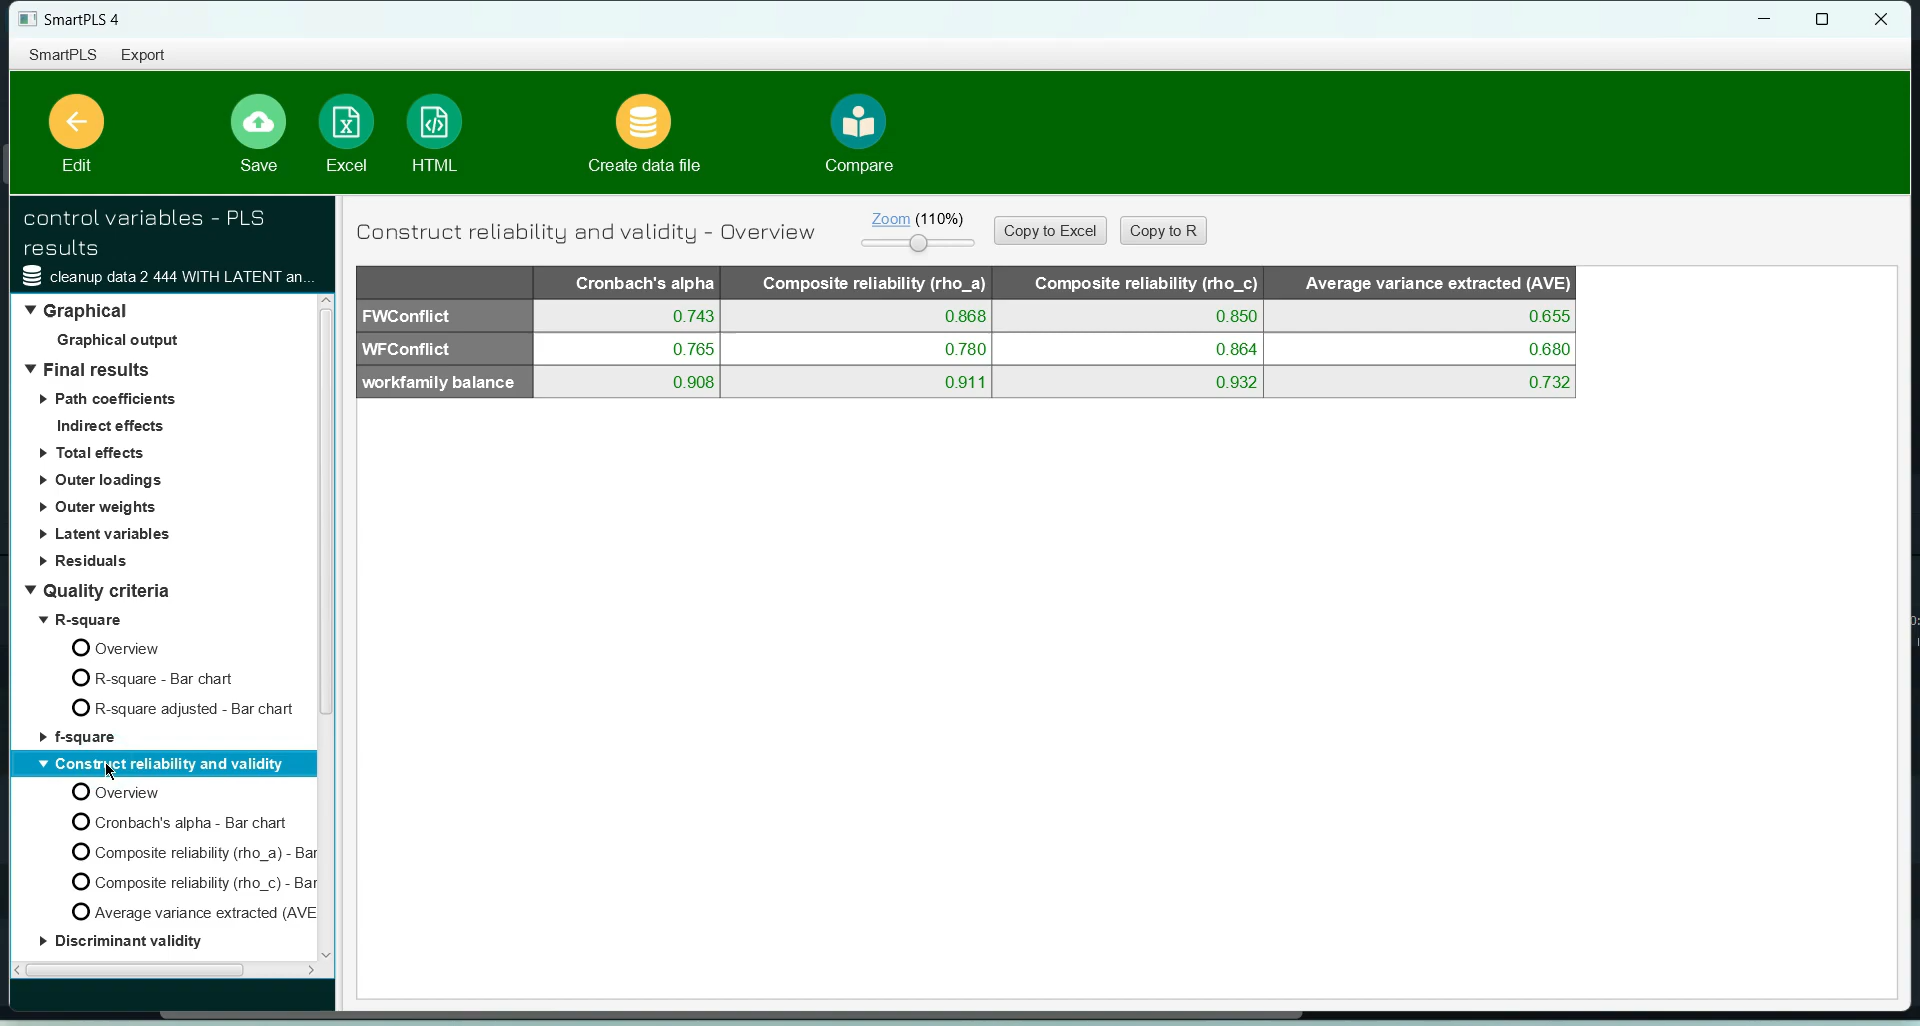 SmartPLS 4
SmartPLS Export
Edit Save Excel HTML Create data file Compare
control variables - PLS
results
cleanup data 2 444 WITH LATENT an...
Graphical
Graphical output
Final results
Path coefficients
Indirect effects
Total effects
Outer loadings
Outer weights
Latent variables
Residuals
Quality criteria
R-square
Overview
R-square - Bar chart
R-square adjusted - Bar chart
f-square
Construct reliability and validity
Overview
Cronbach's alpha - Bar chart
Composite reliability (rho_a) - Bar
Composite reliability (rho_c) - Bar
Average variance extracted (AVE
Discriminant validity
Construct reliability and validity - Overview
Zoom (110%)
Copy to Excel Copy to R
Cronbach's alpha Composite reliability (rho_a) Composite reliability (rho_c) Average variance extracted (AVE)
FWConflict 0.743 0.868 0.850 0.655
WFConflict 0.765 0.780 0.864 0.680
workfamily balance 0.908 0.911 0.932 0.732